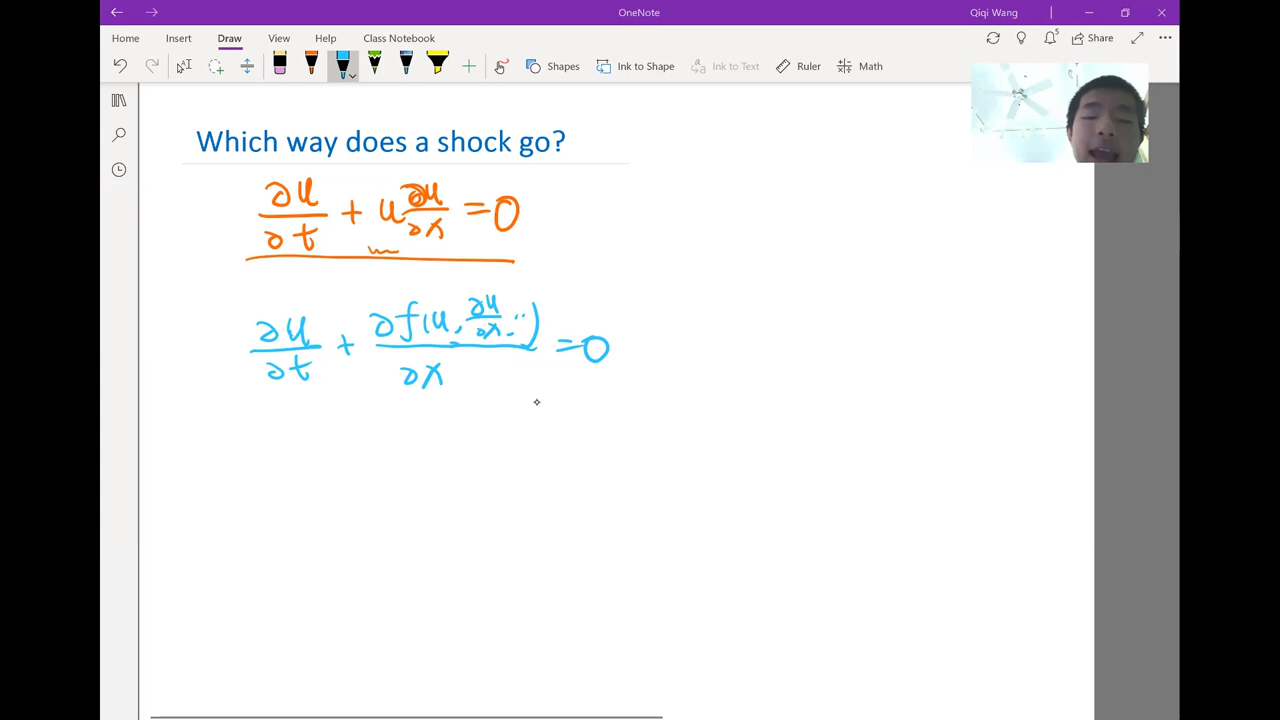 OneNote
Qiqi Wang
Home Insert Draw View Help Class Notebook
5
Share
Shapes Ink to Shape Ink to Text Ruler Math
Which way does a shock go?
∂u/∂t + u ∂u/∂x = 0
∂u/∂t + ∂f(u, ∂u/∂x, ..)/∂x = 0